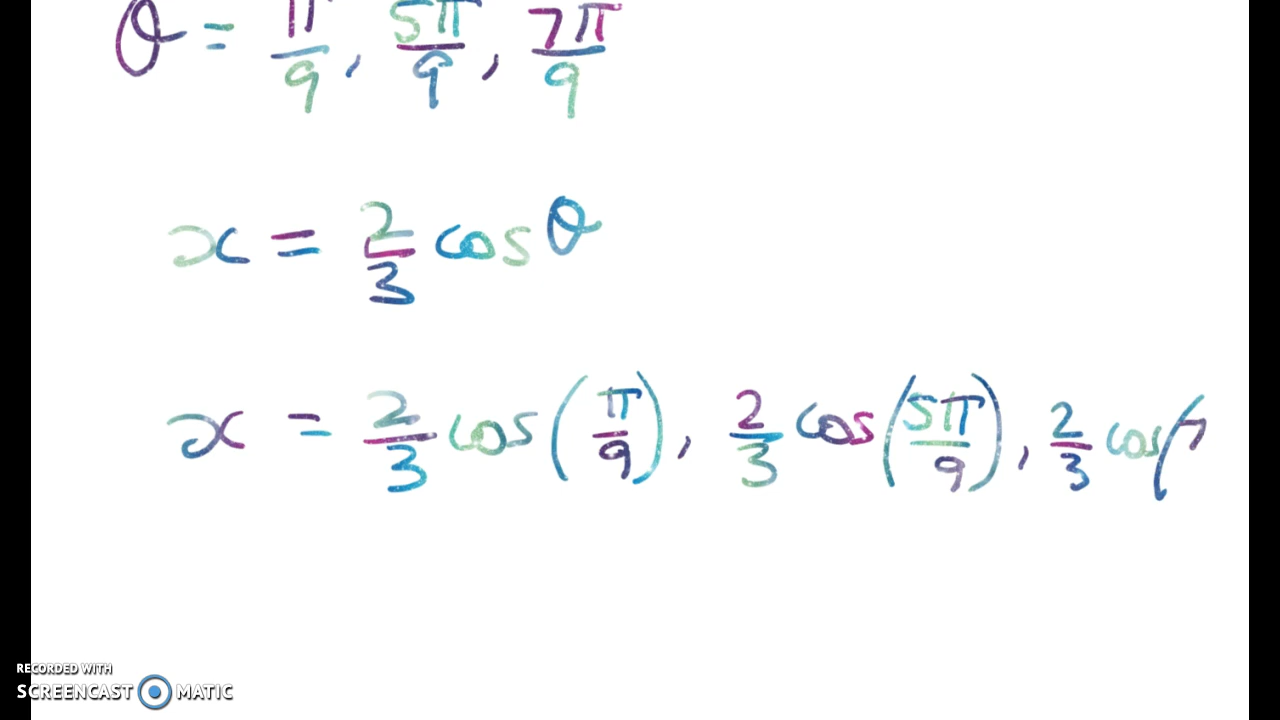 θ = π/9, 5π/9, 7π/9
x = 2/3 cos θ
x = 2/3 cos(π/9), 2/3 cos(5π/9), 2/3 cos(7
RECORDED WITH
SCREENCAST MATIC